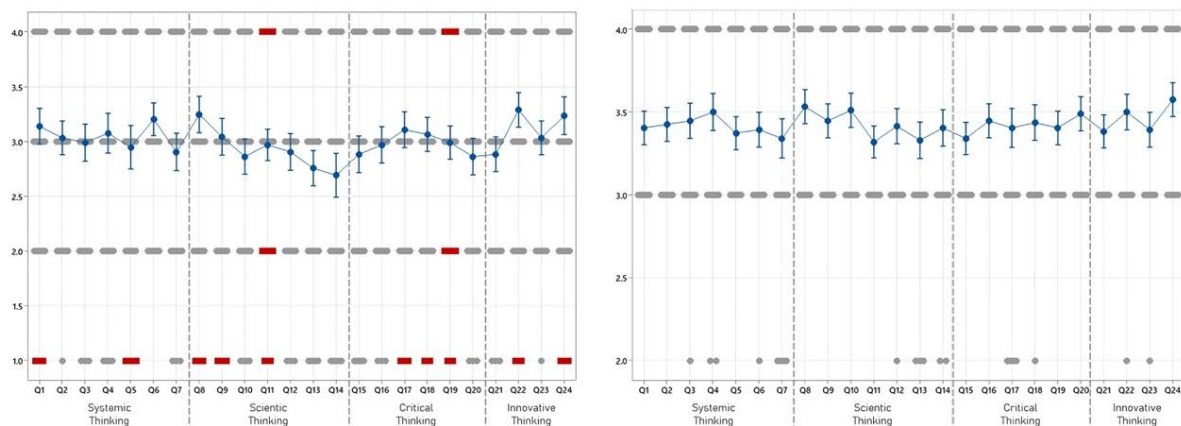 4.0
3.5
3.0
2.5
2.0
1.5
1.0
Q1 Q2 Q3 Q4 Q5 Q6 Q7 Q8 Q9 Q10 Q11 Q12 Q13 Q14 Q15 Q16 Q17 Q18 Q19 Q20 Q21 Q22 Q23 Q24
Systemic Scientic Critical Innovative
Thinking Thinking Thinking Thinking
4.0
3.5
3.0
2.5
2.0
Q1 Q2 Q3 Q4 Q5 Q6 Q7 Q8 Q9 Q10 Q11 Q12 Q13 Q14 Q15 Q16 Q17 Q18 Q19 Q20 Q21 Q22 Q23 Q24
Systemic Scientic Critical Innovative
Thinking Thinking Thinking Thinking